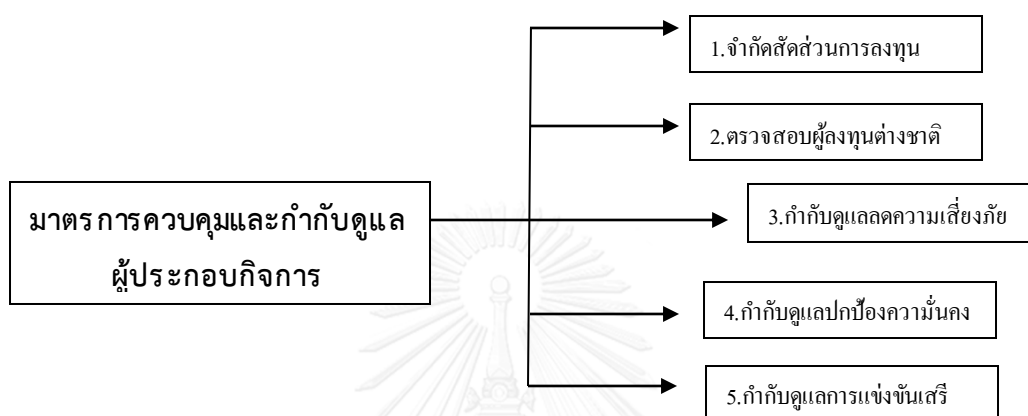 1.จำกัดสัดส่วนการลงทุน
2.ตรวจสอบผู้ลงทุนต่างชาติ
มาตรการควบคุมและกำกับดูแล
ผู้ประกอบกิจการ
3.กำกับดูแลลดความเสี่ยงภัย
4.กำกับดูแลปกป้องความั่นคง
5.กำกับดูแลการแข่งขันเสรี